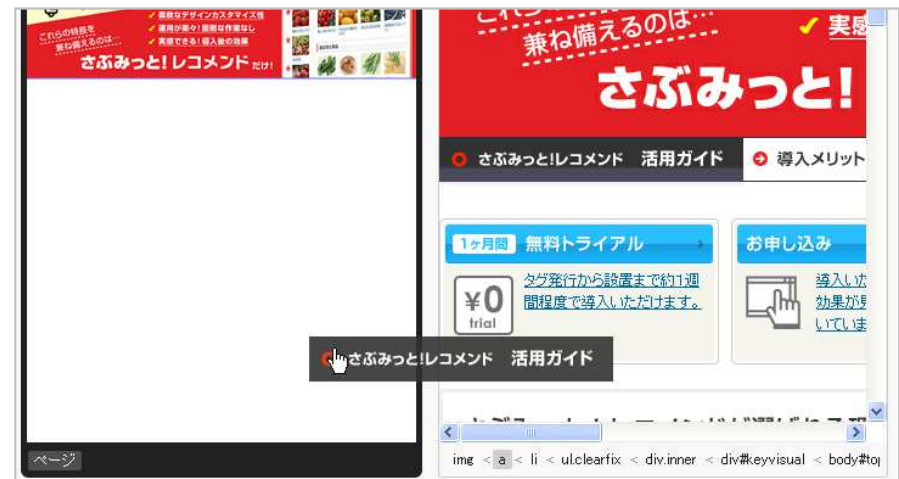 これらの特長を
兼ね備えるのは…
✓ 柔軟なデザインカスタマイズ性
✓ 運用が楽々!面倒な作業なし
✓ 実感できる!導入後の効果
さぶみっと!レコメンドだけ!
ページ
兼ね備えるのは…
✓ 実感
さぶみっと!
さぶみっと!レコメンド 活用ガイド
導入メリット
1ヶ月間 無料トライアル
¥0
trial
タグ発行から設置まで約1週
間程度で導入いただけます。
お申し込み
導入いた
効果が見
いていま
さぶみっと!レコメンド 活用ガイド
img < a < li < ul.clearfix < div.inner < div#keyvisual < body#top